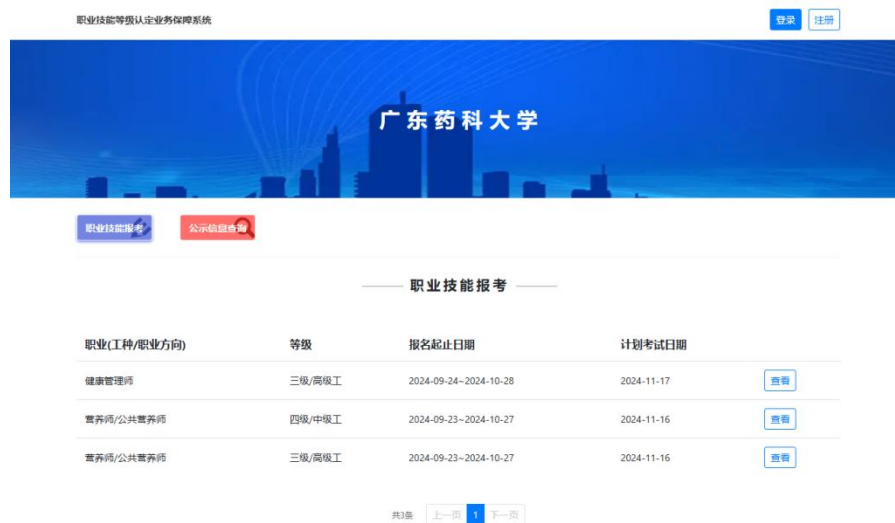 职业技能等级认定业务保障系统 登录 注册
广东药科大学
职业技能报考 公示信息查询
职业技能报考
职业(工种/职业方向) 等级 报名起止日期 计划考试日期
健康管理师 三级/高级工 2024-09-24~2024-10-28 2024-11-17 查看
营养师/公共营养师 四级/中级工 2024-09-23~2024-10-27 2024-11-16 查看
营养师/公共营养师 三级/高级工 2024-09-23~2024-10-27 2024-11-16 查看
共3条 上一页 1 下一页